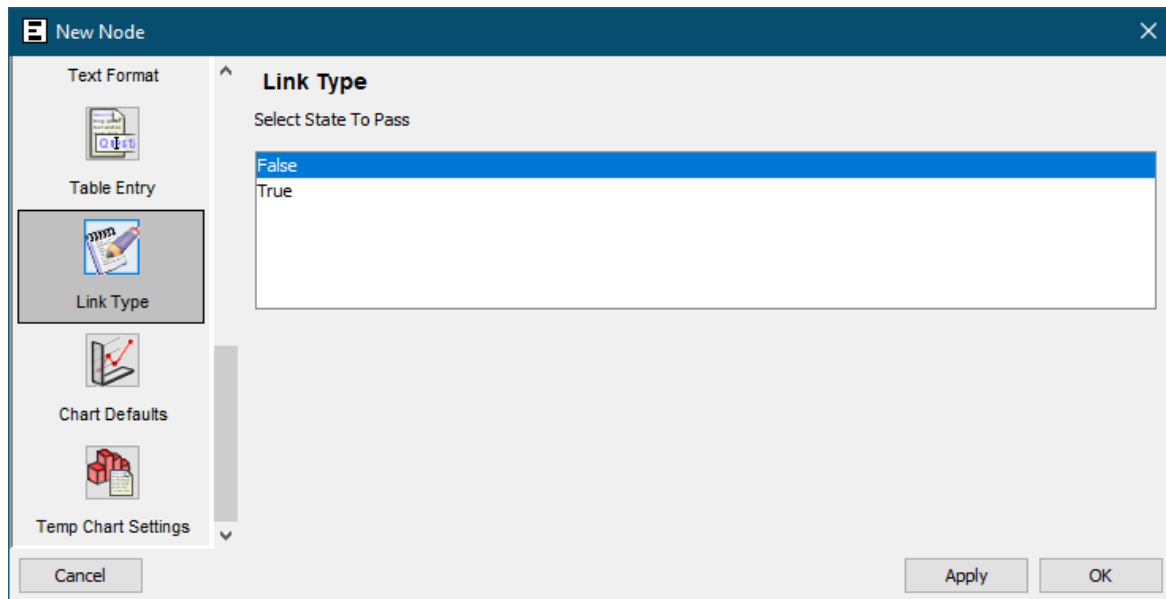 New Node
Text Format
Table Entry
Link Type
Chart Defaults
Temp Chart Settings
Link Type
Select State To Pass
False
True
Cancel
Apply
OK